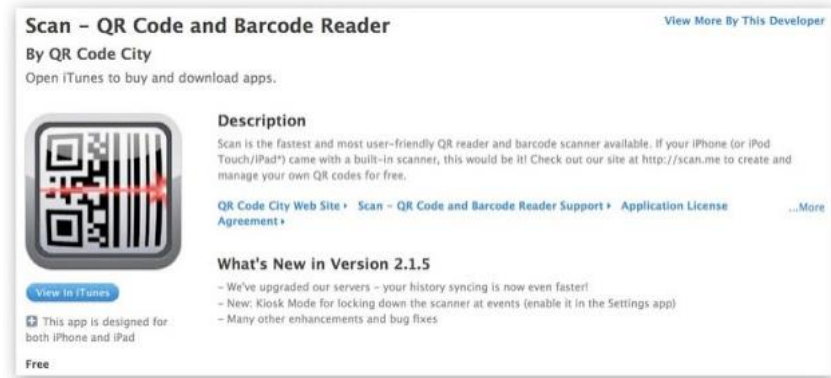 Scan - QR Code and Barcode Reader
View More By This Developer
By QR Code City
Open iTunes to buy and download apps.
Description
Scan is the fastest and most user-friendly QR reader and barcode scanner available. If your iPhone (or iPod
Touch/iPad*) came with a built-in scanner, this would be it! Check out our site at http://scan.me to create and
manage your own QR codes for free.
QR Code City Web Site ▸ Scan - QR Code and Barcode Reader Support ▸ Application License
Agreement ▸
...More
What's New in Version 2.1.5
- We've upgraded our servers - your history syncing is now even faster!
- New: Kiosk Mode for locking down the scanner at events (enable it in the Settings app)
- Many other enhancements and bug fixes
View In iTunes
This app is designed for
both iPhone and iPad
Free